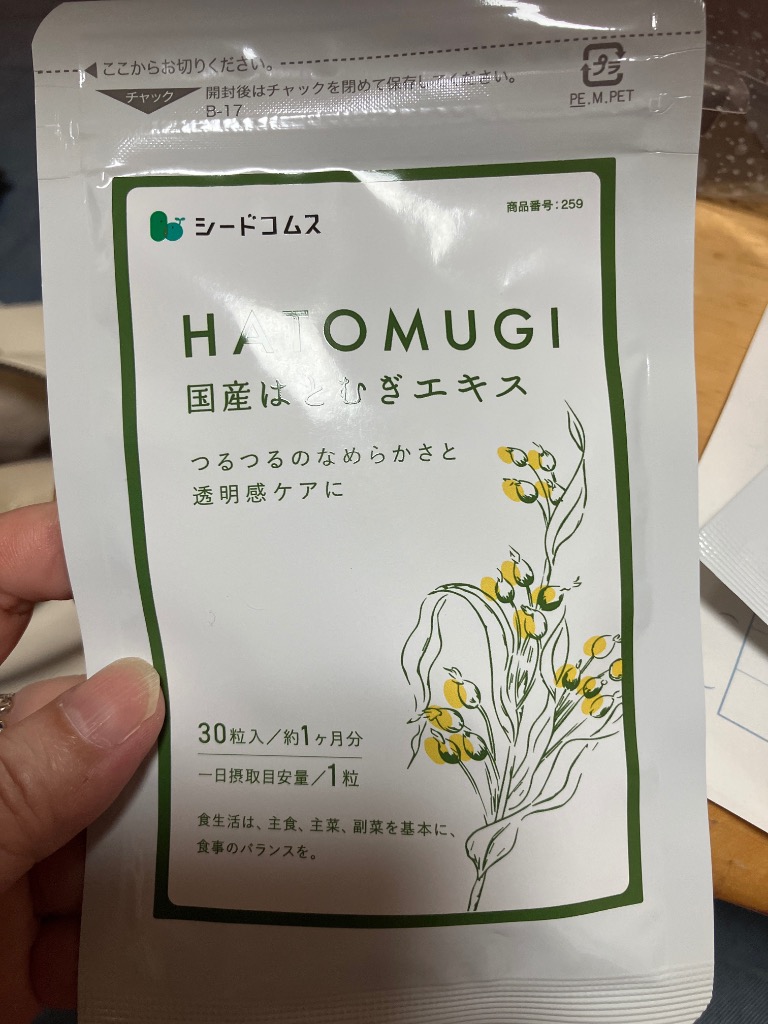 ここからお切りください。
チャック
開封後はチャックを閉めて保存してください。
B-17
プラ
PE.M.PET
シードコムス
商品番号:259
HATOMUGI
国産はとむぎエキス
つるつるのなめらかさと
透明感ケアに
30粒入/約1ヶ月分
一日摂取目安量/1粒
食生活は、主食、主菜、副菜を基本に、
食事のバランスを。